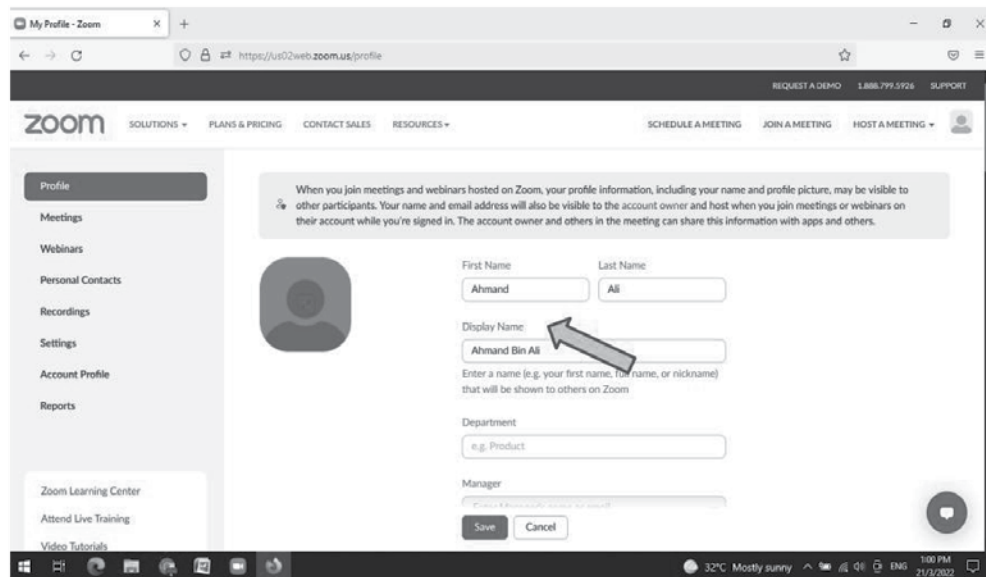 My Profile - Zoom
https://us02web.zoom.us/profile
REQUEST A DEMO 1.888.799.5926 SUPPORT
zoom SOLUTIONS PLANS & PRICING CONTACT SALES RESOURCES SCHEDULE A MEETING JOIN A MEETING HOST A MEETING
Profile
Meetings
Webinars
Personal Contacts
Recordings
Settings
Account Profile
Reports
Zoom Learning Center
Attend Live Training
Video Tutorials
When you join meetings and webinars hosted on Zoom, your profile information, including your name and profile picture, may be visible to
other participants. Your name and email address will also be visible to the account owner and host when you join meetings or webinars on
their account while you're signed in. The account owner and others in the meeting can share this information with apps and others.
First Name Last Name
Ahmand Ali
Display Name
Ahmand Bin Ali
Enter a name (e.g. your first name, full name, or nickname)
that will be shown to others on Zoom
Department
e.g. Product
Manager
Save Cancel
32°C Mostly sunny ENG 1:00 PM
21/3/2022